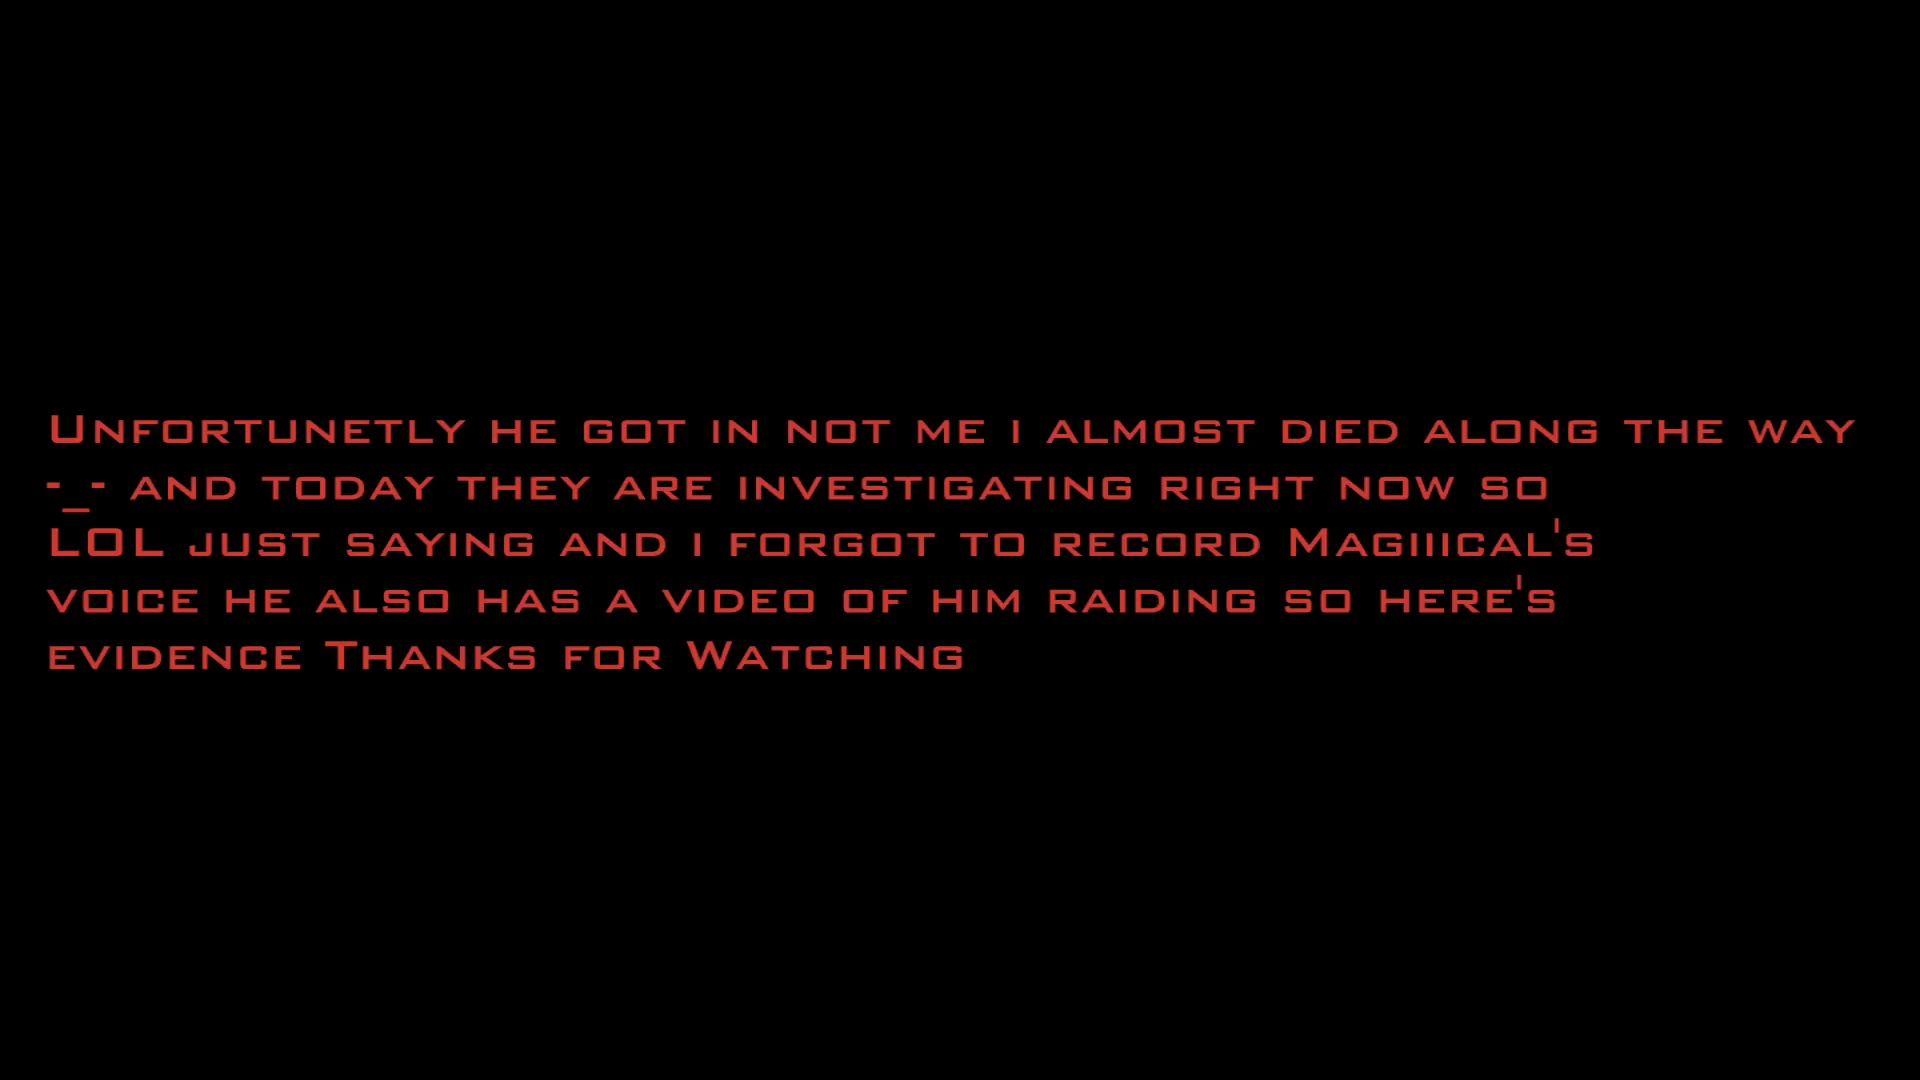 Unfortunetly he got in not me i almost died along the way
-_- and today they are investigating right now so
LOL just saying and i forgot to record Magiiical's
voice he also has a video of him raiding so here's
evidence Thanks for Watching